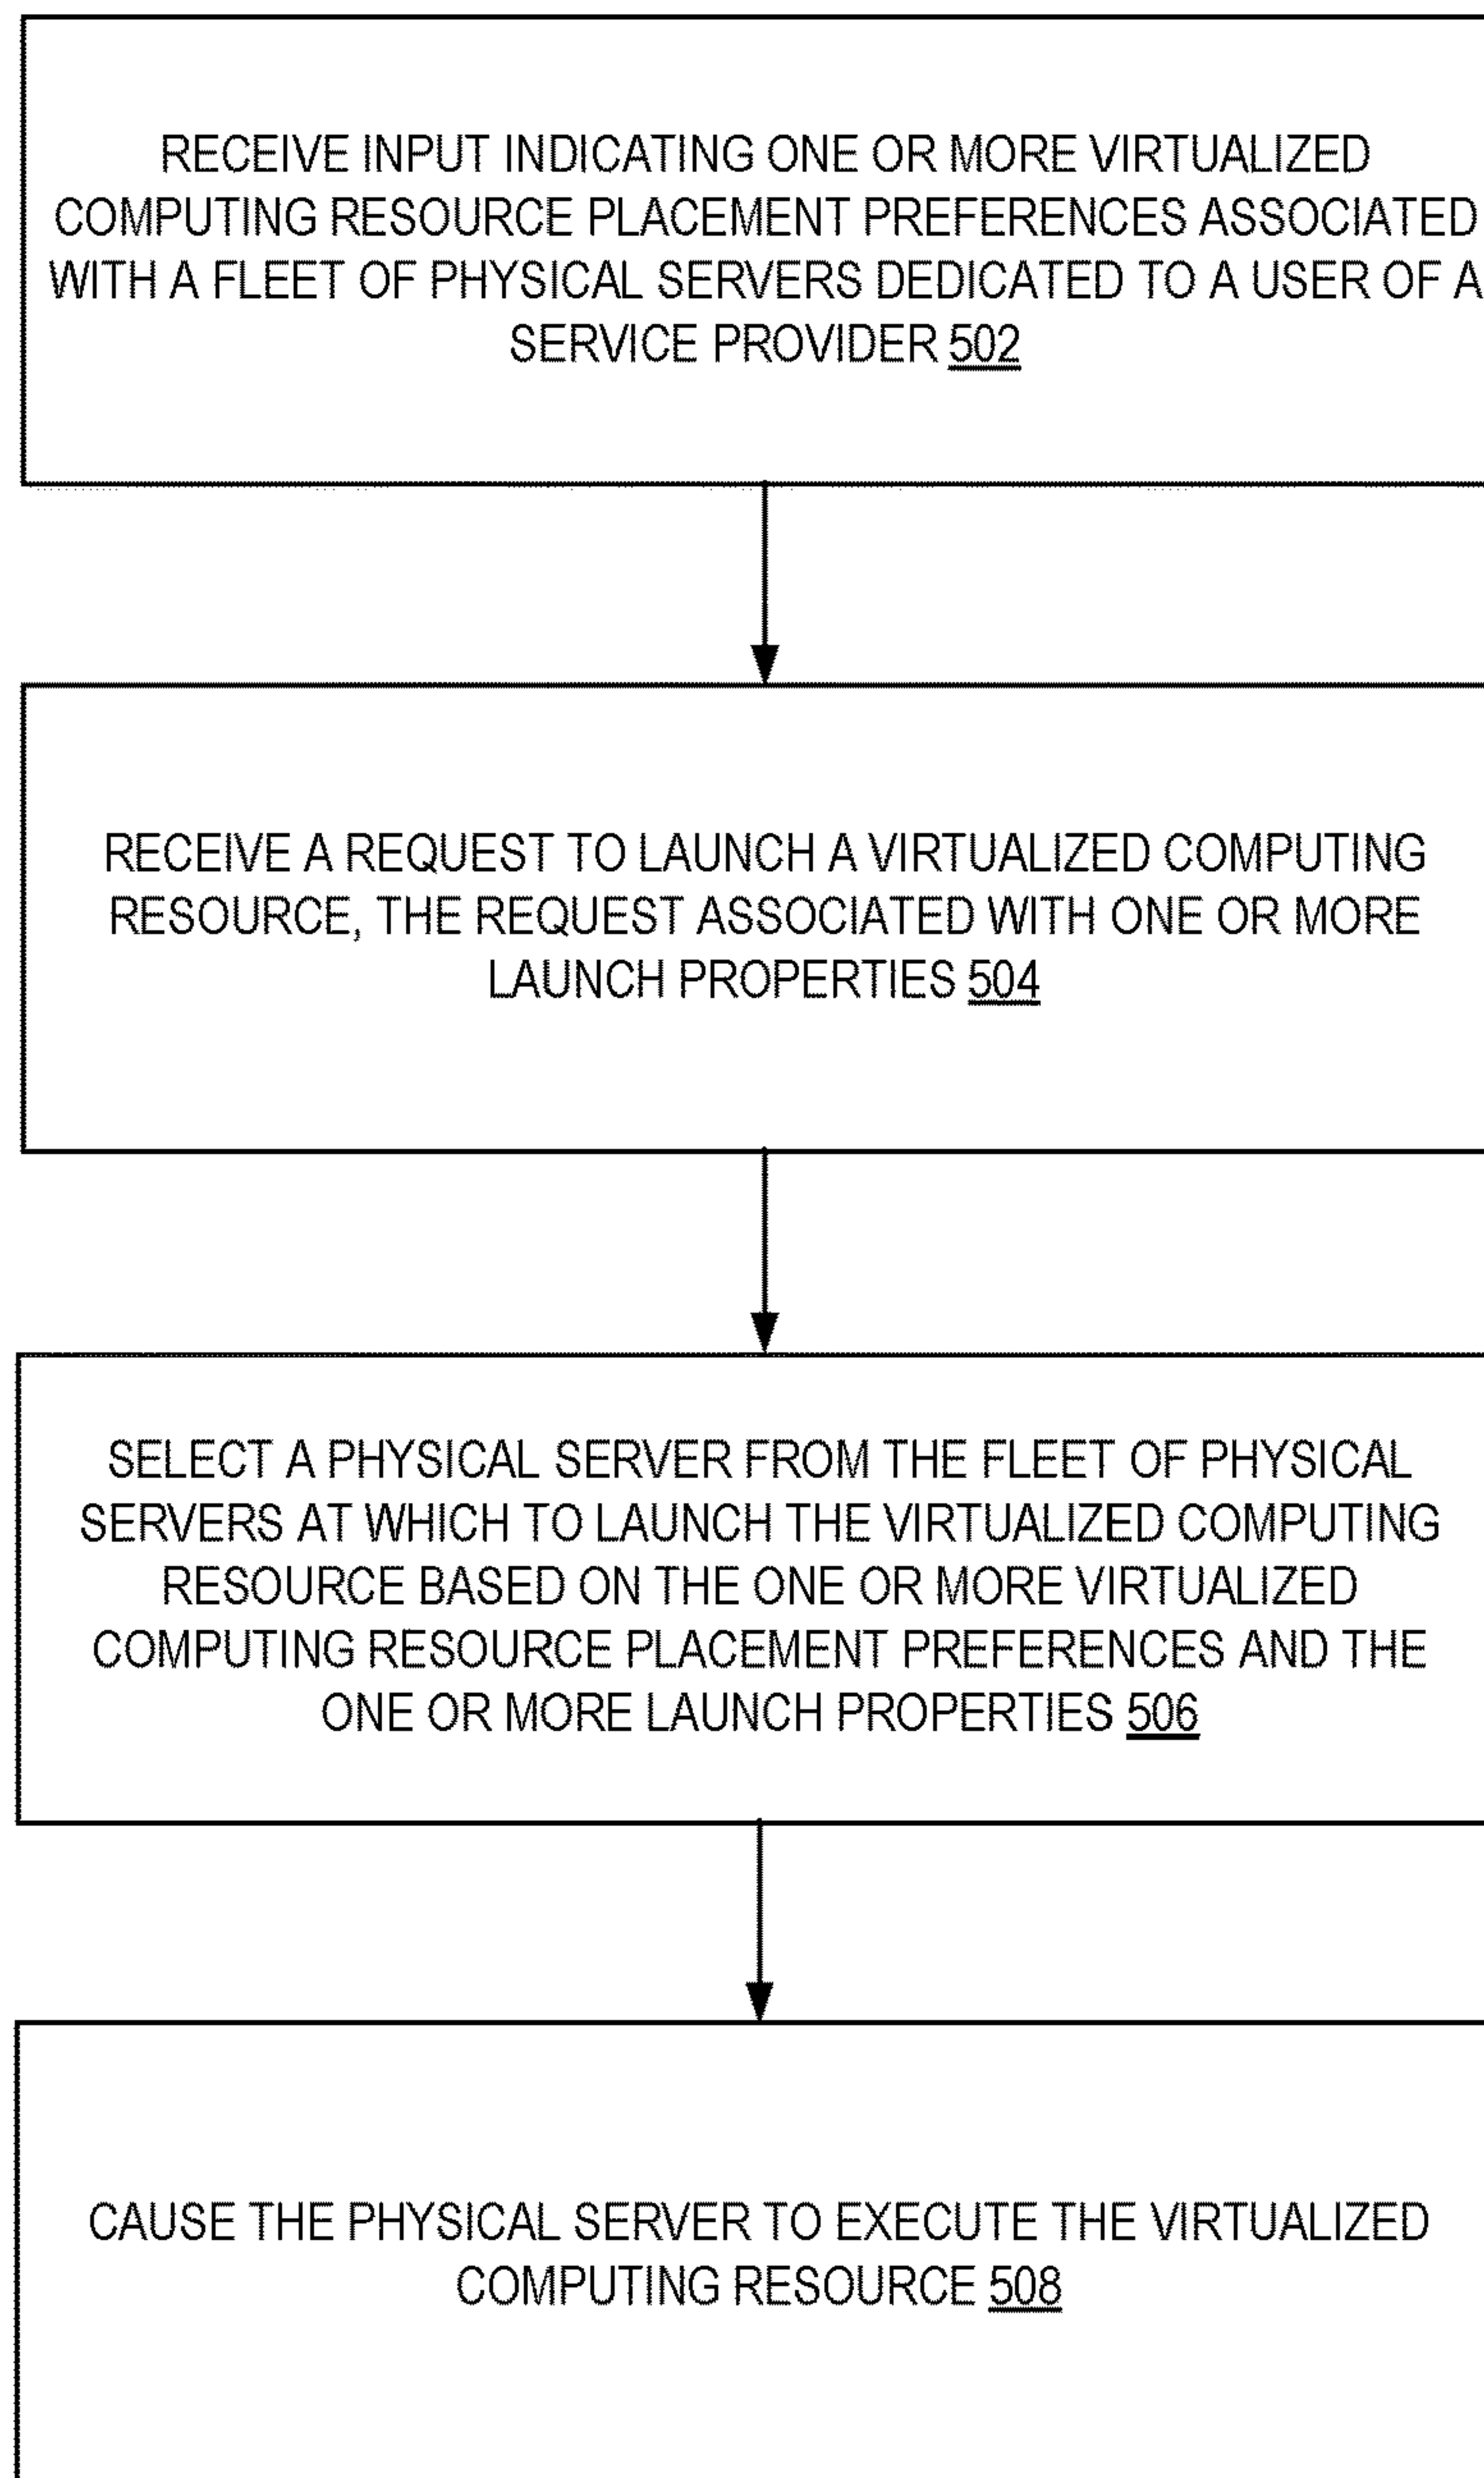 RECEIVE INPUT INDICATING ONE OR MORE VIRTUALIZED
COMPUTING RESOURCE PLACEMENT PREFERENCES ASSOCIATED
WITH A FLEET OF PHYSICAL SERVERS DEDICATED TO A USER OF A
SERVICE PROVIDER 502
RECEIVE A REQUEST TO LAUNCH A VIRTUALIZED COMPUTING
RESOURCE, THE REQUEST ASSOCIATED WITH ONE OR MORE
LAUNCH PROPERTIES 504
SELECT A PHYSICAL SERVER FROM THE FLEET OF PHYSICAL
SERVERS AT WHICH TO LAUNCH THE VIRTUALIZED COMPUTING
RESOURCE BASED ON THE ONE OR MORE VIRTUALIZED
COMPUTING RESOURCE PLACEMENT PREFERENCES AND THE
ONE OR MORE LAUNCH PROPERTIES 506
CAUSE THE PHYSICAL SERVER TO EXECUTE THE VIRTUALIZED
COMPUTING RESOURCE 508